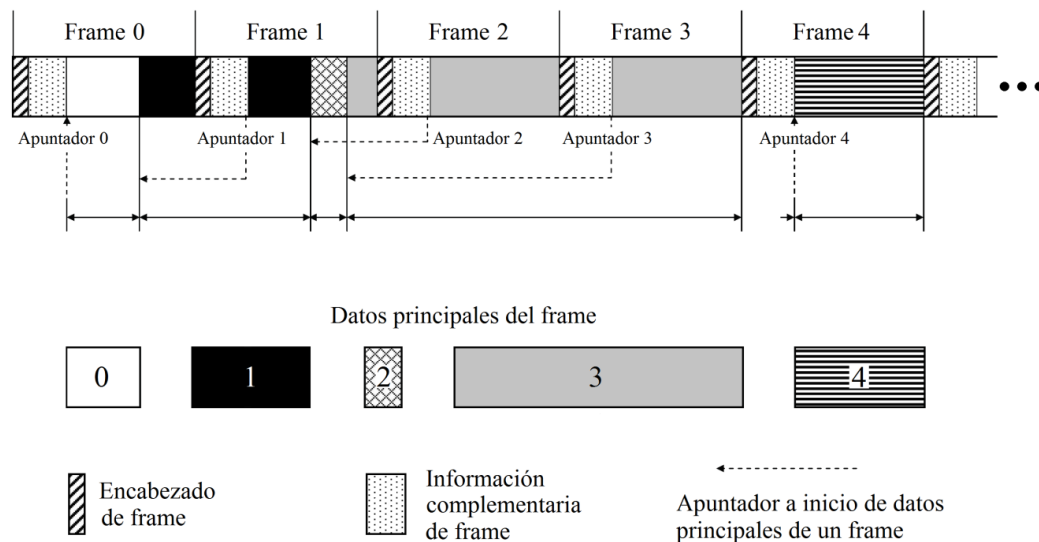 Frame 0 Frame 1 Frame 2 Frame 3 Frame 4
Apuntador 0 Apuntador 1 Apuntador 2 Apuntador 3 Apuntador 4
Datos principales del frame
0 1 2 3 4
Encabezado
de frame
Información
complementaria
de frame
Apuntador a inicio de datos
principales de un frame